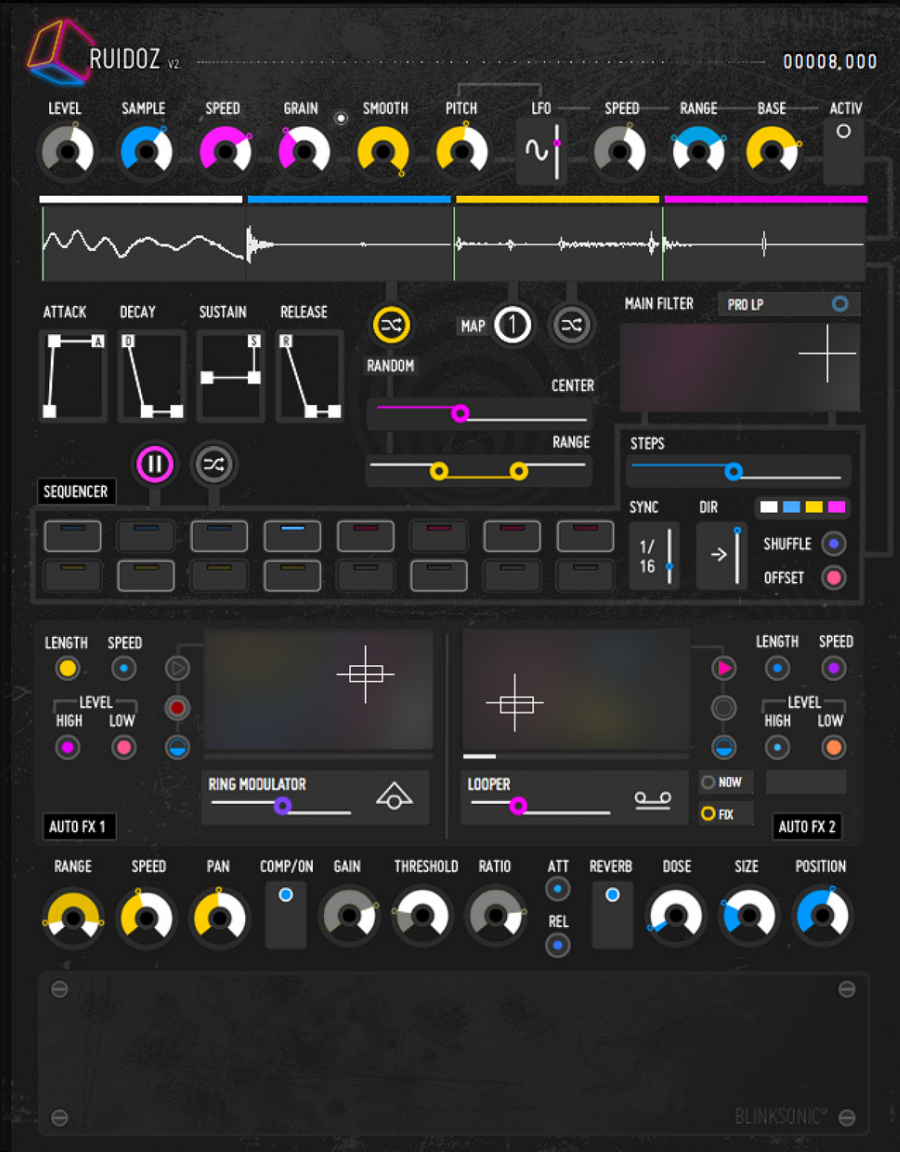 RUIDOZ V2. 00008.000
LEVEL SAMPLE SPEED GRAIN SMOOTH PITCH LFO SPEED RANGE BASE ACTIV
ATTACK DECAY SUSTAIN RELEASE
A D S R
MAP 1
RANDOM
MAIN FILTER PRO LP
CENTER
RANGE
STEPS
SEQUENCER
SYNC DIR
1/
16
SHUFFLE
OFFSET
LENGTH SPEED
LEVEL
HIGH LOW
RING MODULATOR
AUTO FX 1
LOOPER
LENGTH SPEED
LEVEL
HIGH LOW
NOW
FIX
AUTO FX 2
RANGE SPEED PAN COMP/ON GAIN THRESHOLD RATIO ATT REVERB DOSE SIZE POSITION
REL
BLINKSONIC°